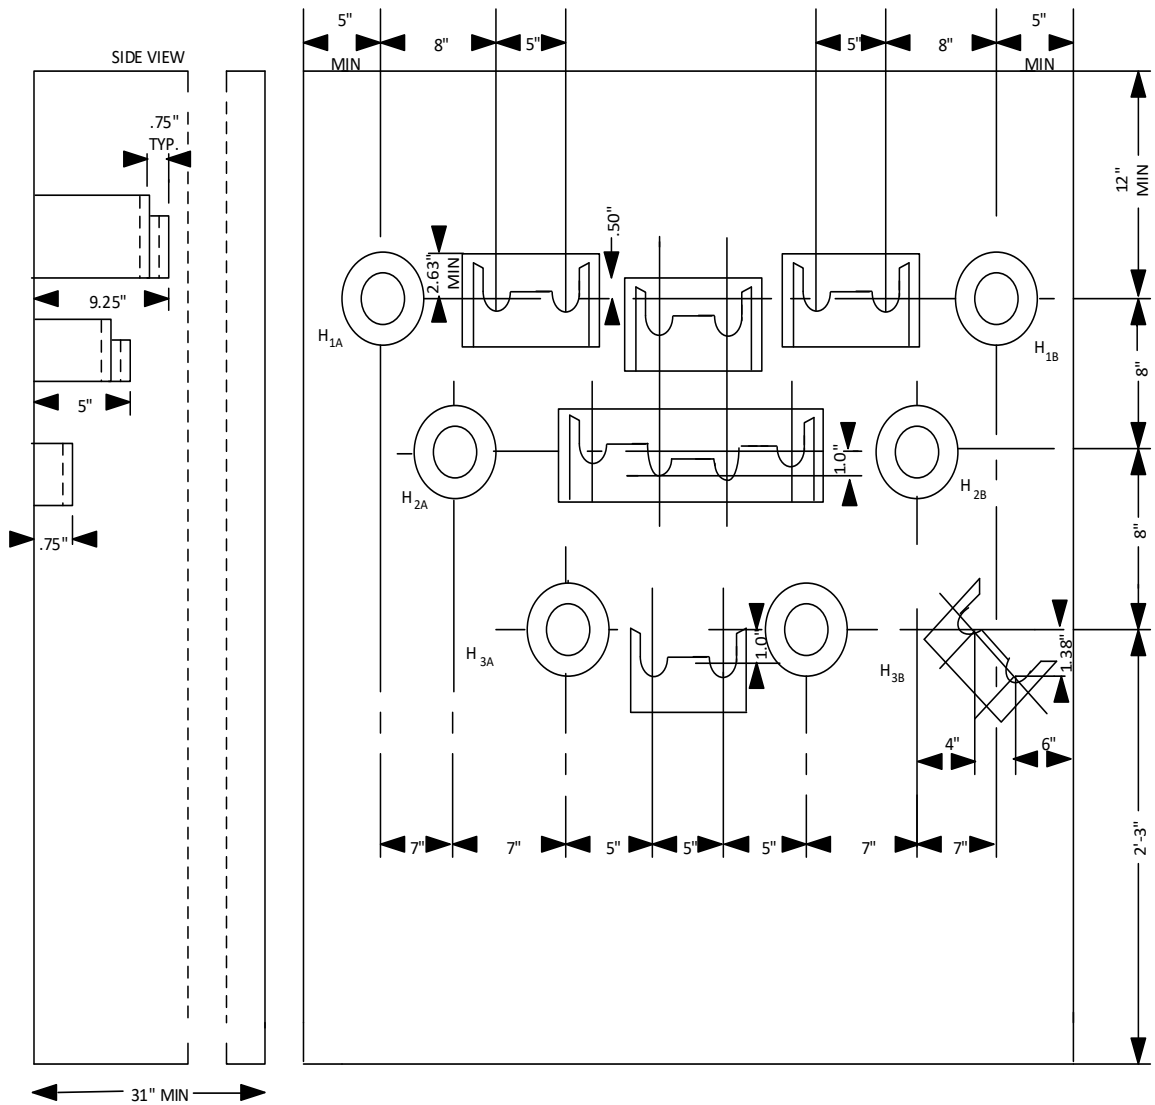 5"
5"
8"
5"
5"
8"
MIN
MIN
SIDE VIEW
.75"
TYP.
12"
MIN
.50"
2.63"
MIN
9.25"
H1A
H1B
8"
5"
1.0"
H2A
H2B
.75"
8"
H3A
1.0"
H3B
1.38"
4"
6"
7"
7"
5"
5"
5"
7"
7"
2'-3"
31" MIN